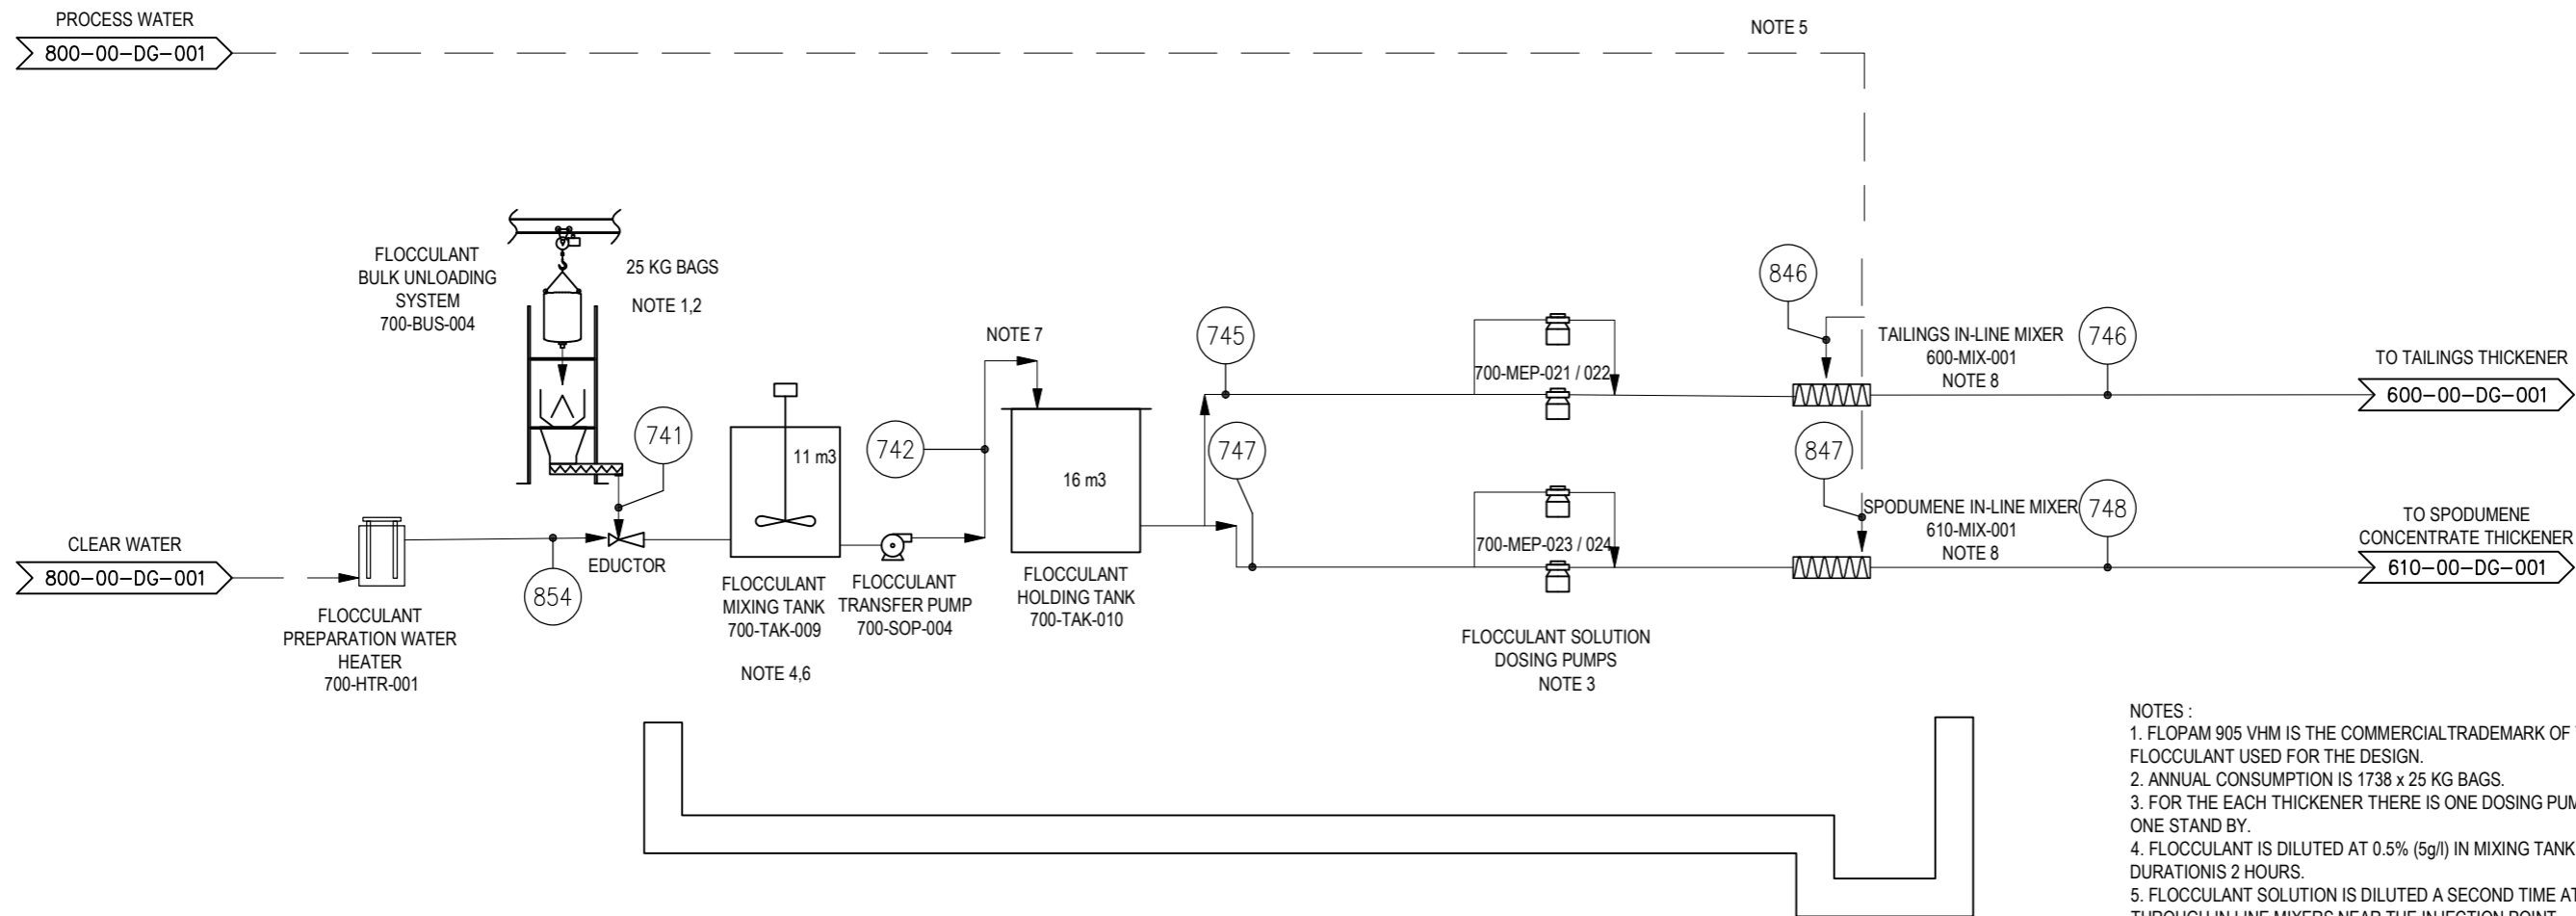 PROCESS WATER
800-00-DG-001
NOTE 5
FLOCCULANT
BULK UNLOADING
SYSTEM
700-BUS-004
25 KG BAGS
NOTE 1,2
741
CLEAR WATER
800-00-DG-001
FLOCCULANT
PREPARATION WATER
HEATER
700-HTR-001
854
EDUCTOR
11 m3
FLOCCULANT
MIXING TANK
700-TAK-009
NOTE 4,6
742
FLOCCULANT
TRANSFER PUMP
700-SOP-004
NOTE 7
16 m3
FLOCCULANT
HOLDING TANK
700-TAK-010
745
747
700-MEP-021 / 022
700-MEP-023 / 024
FLOCCULANT SOLUTION
DOSING PUMPS
NOTE 3
846
TAILINGS IN-LINE MIXER
600-MIX-001
NOTE 8
746
TO TAILINGS THICKENER
600-00-DG-001
847
SPODUMENE IN-LINE MIXER
610-MIX-001
NOTE 8
748
TO SPODUMENE
CONCENTRATE THICKENER
610-00-DG-001
NOTES :
1. FLOPAM 905 VHM IS THE COMMERCIALTRADEMARK OF
FLOCCULANT USED FOR THE DESIGN.
2. ANNUAL CONSUMPTION IS 1738 x 25 KG BAGS.
3. FOR THE EACH THICKENER THERE IS ONE DOSING
ONE STAND BY.
4. FLOCCULANT IS DILUTED AT 0.5% (5g/l) IN MIXING TANK
DURATIONIS 2 HOURS.
5. FLOCCULANT SOLUTION IS DILUTED A SECOND TIME AT
THROUGH IN LINE MIXERS NEAR THE INJECTION POINT